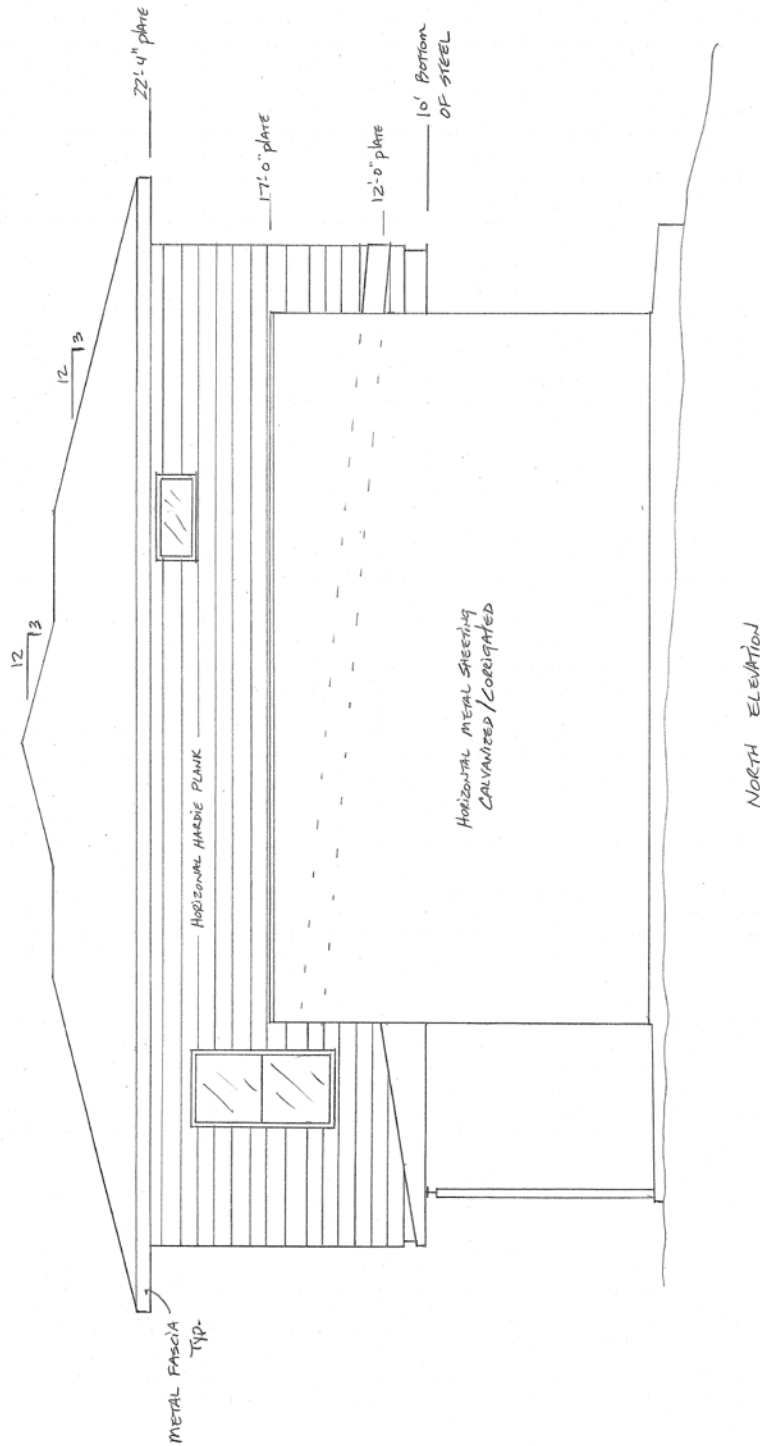 12
3
12
3
22'-4" PLATE
HORIZONAL HARDIE PLANK
17'-0" PLATE
12'-0" PLATE
10' BOTTOM
OF STEEL
METAL FASCIA
TYP.
HORIZONTAL METAL SHEETING
GALVANIZED/CORRIGATED
NORTH ELEVATION